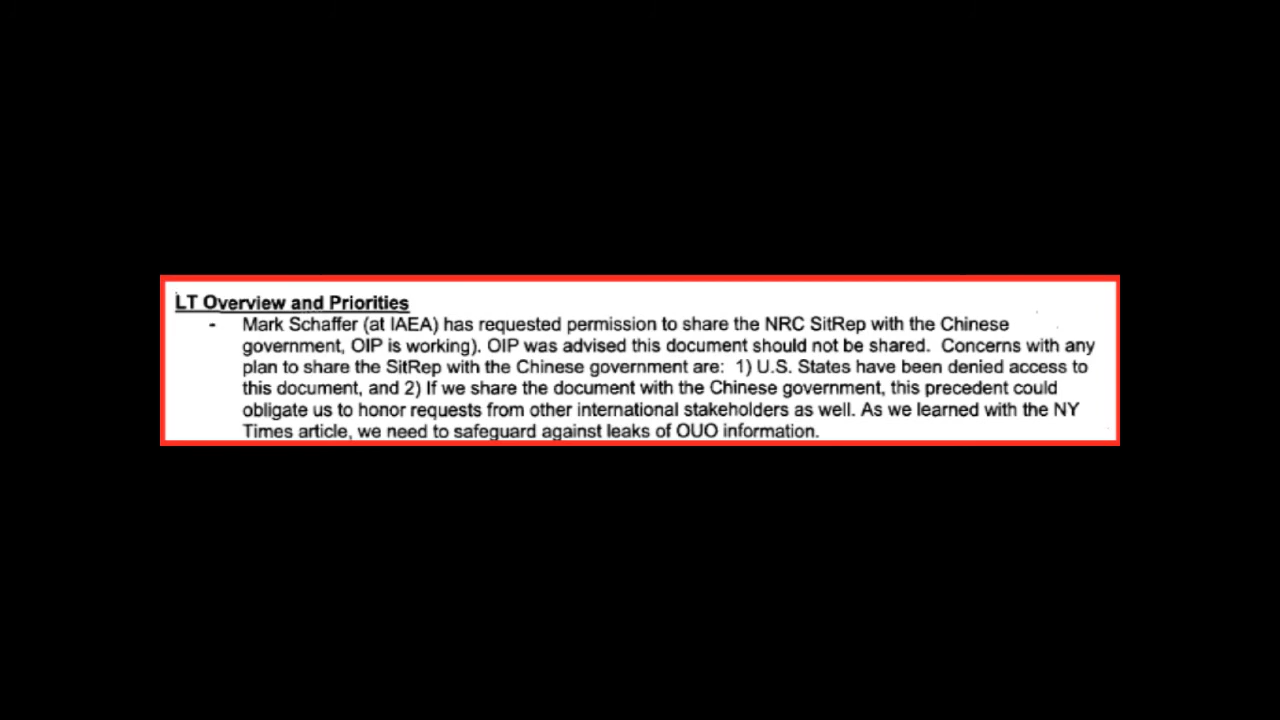 LT Overview and Priorities
- Mark Schaffer (at IAEA) has requested permission to share the NRC SitRep with the Chinese
government, OIP is working). OIP was advised this document should not be shared. Concerns with any
plan to share the SitRep with the Chinese government are: 1) U.S. States have been denied access to
this document, and 2) If we share the document with the Chinese government, this precedent could
obligate us to honor requests from other international stakeholders as well. As we learned with the NY
Times article, we need to safeguard against leaks of OUO information.